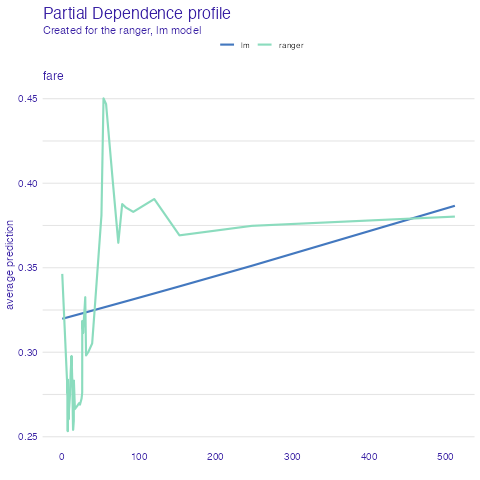 Partial Dependence profile
Created for the ranger, lm model
lm ranger
fare
0.45
0.40
0.35
0.30
0.25
average prediction
0 100 200 300 400 500